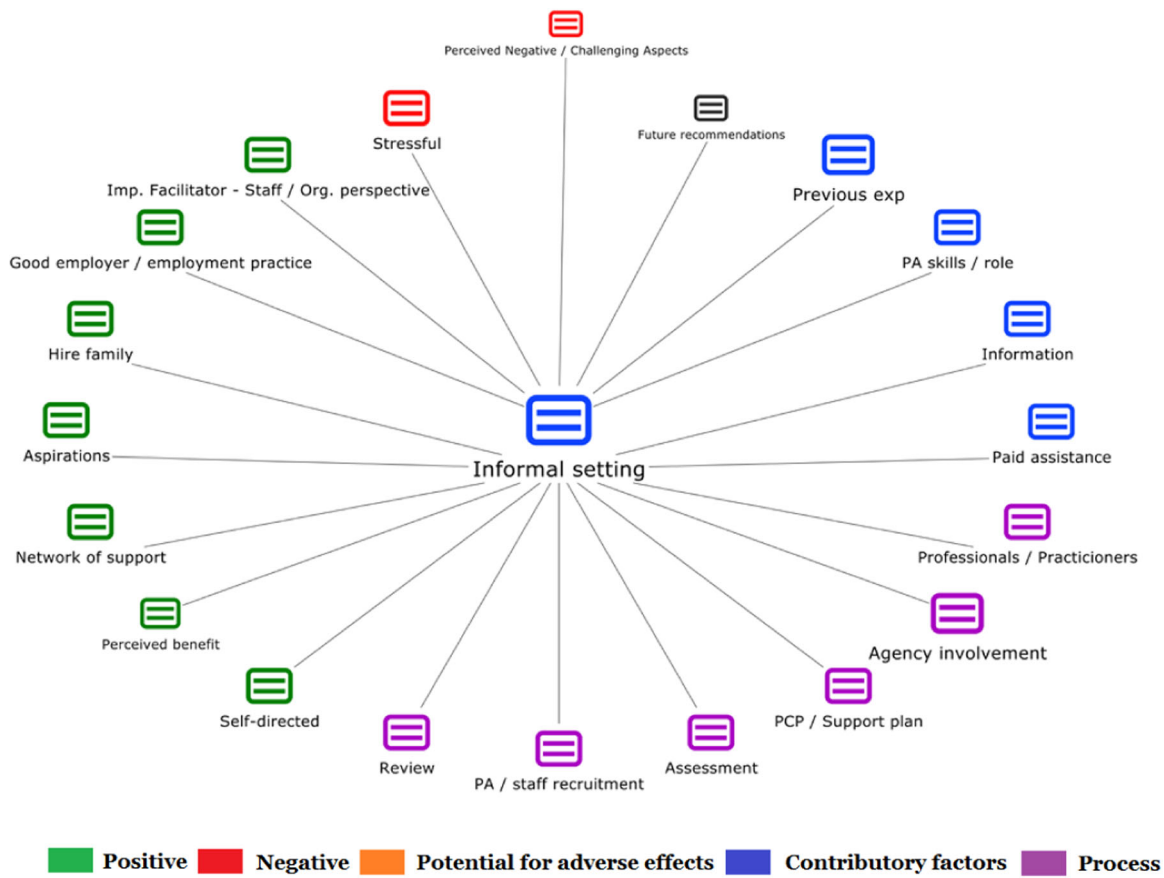 Perceived Negative / Challenging Aspects
Stressful
Future recommendations
Imp. Facilitator - Staff / Org. perspective
Previous exp
Good employer / employment practice
PA skills / role
Hire family
Information
Aspirations
Paid assistance
Informal setting
Network of support
Professionals / Practicioners
Perceived benefit
Agency involvement
Self-directed
PCP / Support plan
Review
Assessment
PA / staff recruitment
Positive Negative Potential for adverse effects Contributory factors Process